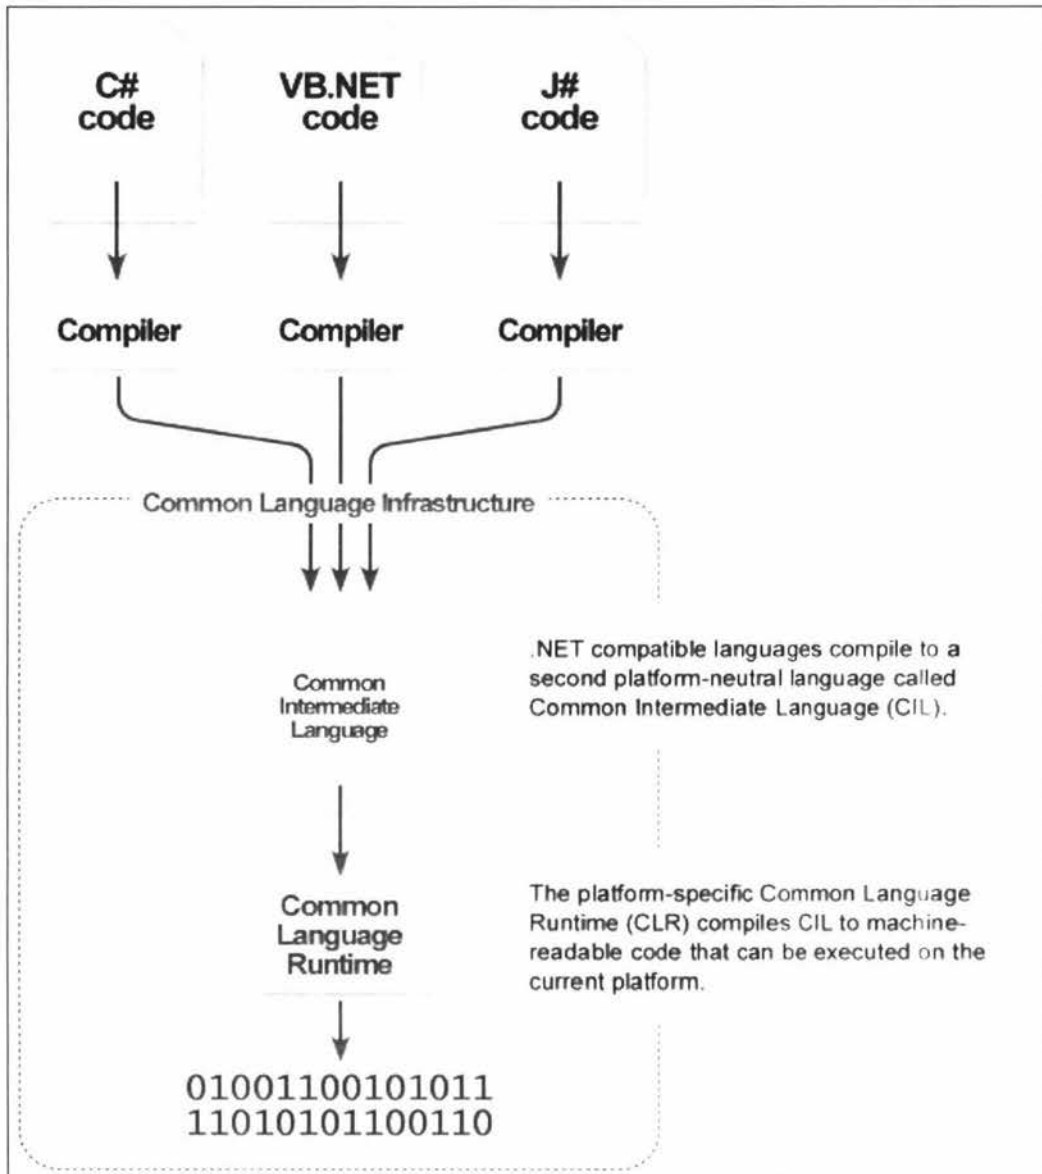 C#
code
VB.NET
code
J#
code
Compiler
Compiler
Compiler
Common Language Infrastructure
Common
Intermediate
Language
.NET compatible languages compile to a
second platform-neutral language called
Common Intermediate Language (CIL).
Common
Language
Runtime
The platform-specific Common Language
Runtime (CLR) compiles CIL to machine-
readable code that can be executed on the
current platform.
01001100101011
11010101100110